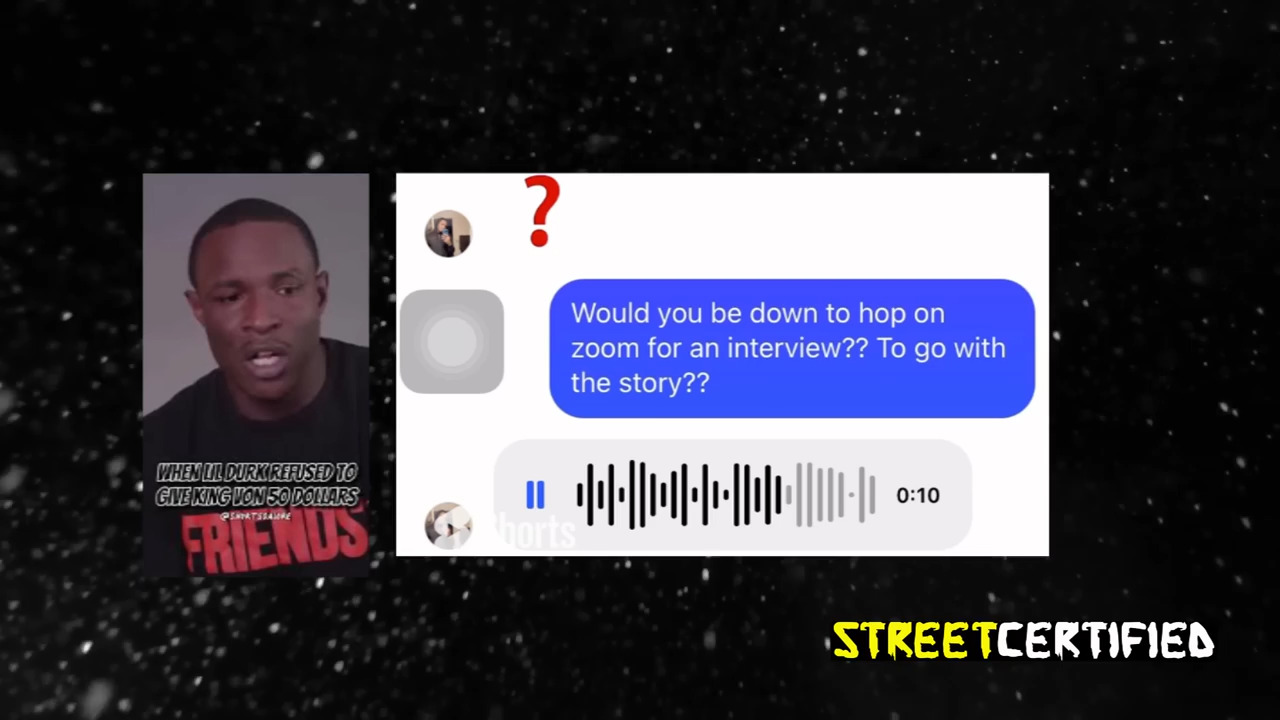 ?
Would you be down to hop on
zoom for an interview?? To go with
the story??
WHEN LIL DURK REFUSED TO
GIVE KING VON 50 DOLLARS
FRIENDS
0:10
Shorts
STREETCERTIFIED